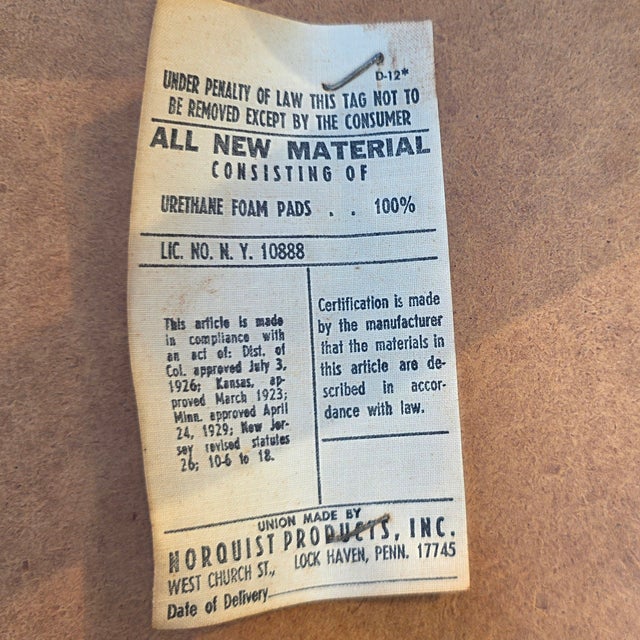 D-12*
UNDER PENALTY OF LAW THIS TAG NOT TO
BE REMOVED EXCEPT BY THE CONSUMER
ALL NEW MATERIAL
CONSISTING OF
URETHANE FOAM PADS . . 100%
LIC. NO. N. Y. 10888
This article is made
in compliance with
an act of: Dist. of
Col. approved July 3,
1926; Kansas, ap-
proved March 1923;
Minn. approved April
24, 1929; New Jer-
sey revised statutes
26; 10-6 to 18.
Certification is made
by the manufacturer
that the materials in
this article are de-
scribed in accor-
dance with law.
UNION MADE BY
NORQUIST PRODUCTS, INC.
WEST CHURCH ST., LOCK HAVEN, PENN. 17745
Date of Delivery